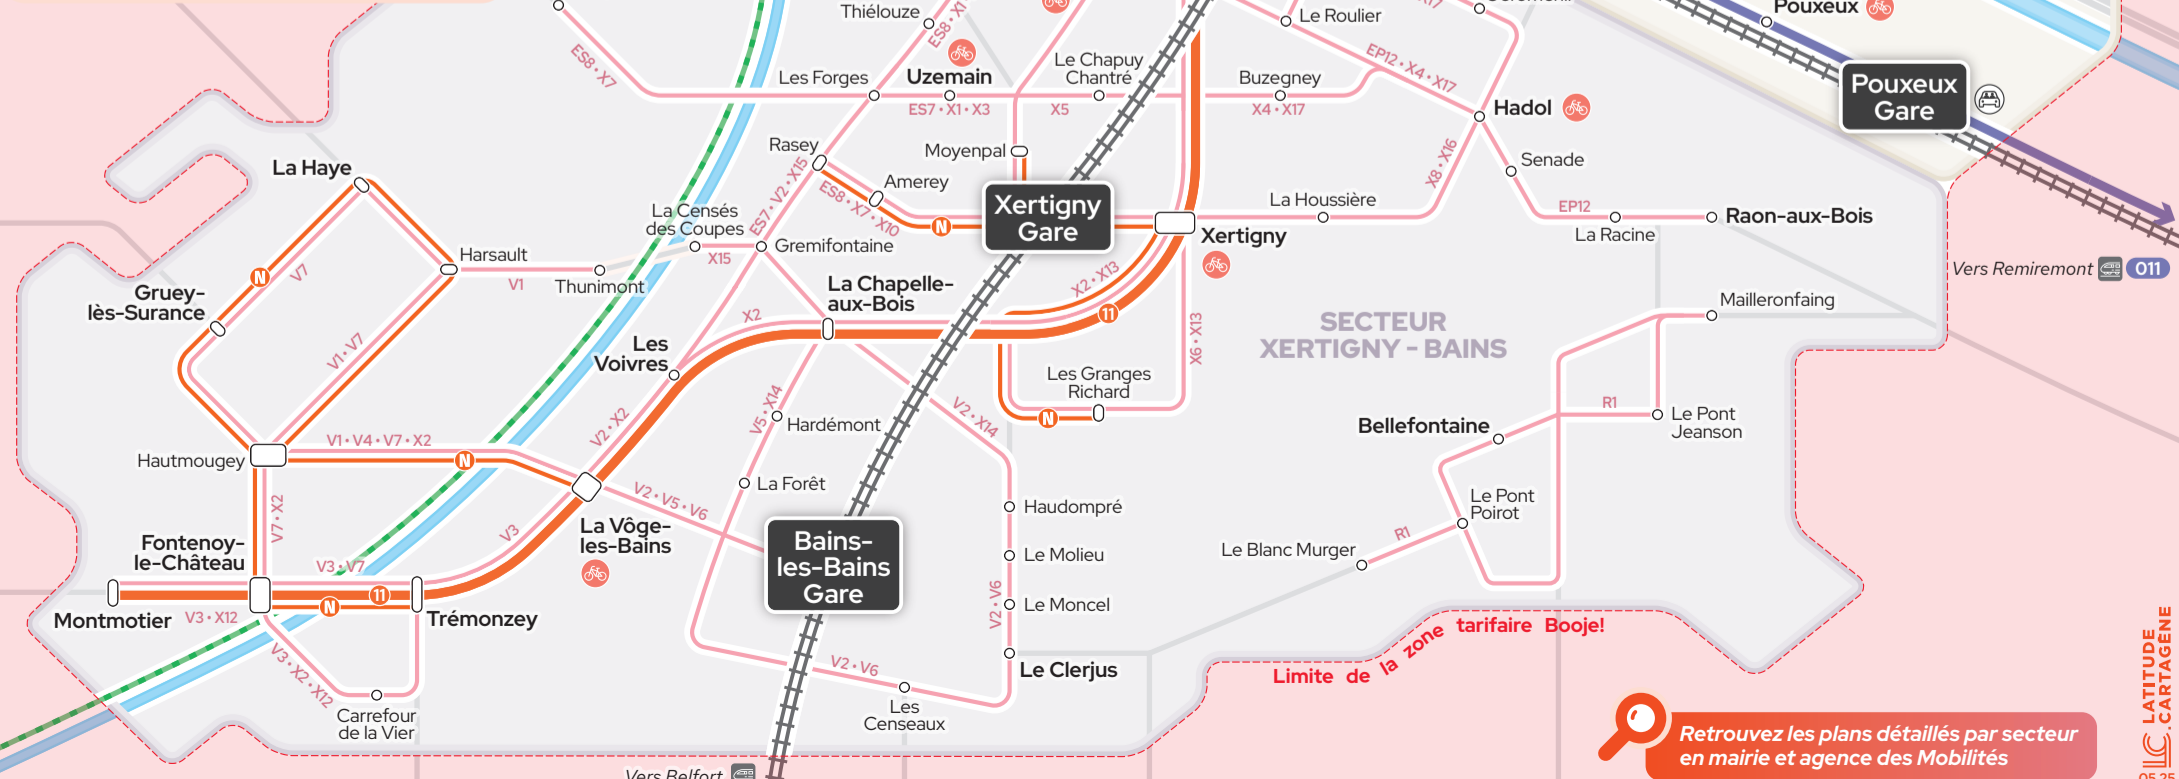 Thiélouze
ES8 • X1
Le Roulier
X17
Pouxeux
ES8 • X7
Les Forges
Uzemain
ES7 • X1 • X3
Le Chapuy
Chantré
X5
Buzegney
X4 • X17
EP12 • X4 • X17
Hadol
Pouxeux
Gare
Rasey
Moyenpal
Amerey
ES7 • V2 • X15
ES8 • X7 • X10
N
Xertigny
Gare
Xertigny
La Houssière
X8 • X16
Senade
EP12
La Racine
Raon-aux-Bois
La Haye
Harsault
V1
Thunimont
La Censés
des Coupes
X15
Gremifontaine
N
V7
Gruey-
lès-Surance
V1 • V7
La Chapelle-
aux-Bois
X2
X2 • X13
11
X6 • X13
SECTEUR
XERTIGNY - BAINS
Vers Remiremont
011
Mailleronfaing
Les
Voivres
V2 • X2
Les Granges
Richard
N
R1
Le Pont
Jeanson
Bellefontaine
V5 • X14
Hardémont
V2 • X14
Hautmougey
V1 • V4 • V7 • X2
N
La Forêt
V2 • V5 • V6
Haudompré
Le Pont
Poirot
R1
Le Blanc Murger
V7 • X2
V3
La Vôge-
les-Bains
Bains-
les-Bains
Gare
Le Molieu
V2 • V6
Le Moncel
Fontenoy-
le-Château
V3 • V7
11
N
Montmotier
V3 • X12
Trémonzey
V3 • X2 • X12
Carrefour
de la Vier
V2 • V6
Les
Censeaux
Le Clerjus
Limite de la zone tarifaire Booje!
Vers Belfort
Retrouvez les plans détaillés par secteur
en mairie et agence des Mobilités
LC
LATITUDE
.CARTAGÈNE